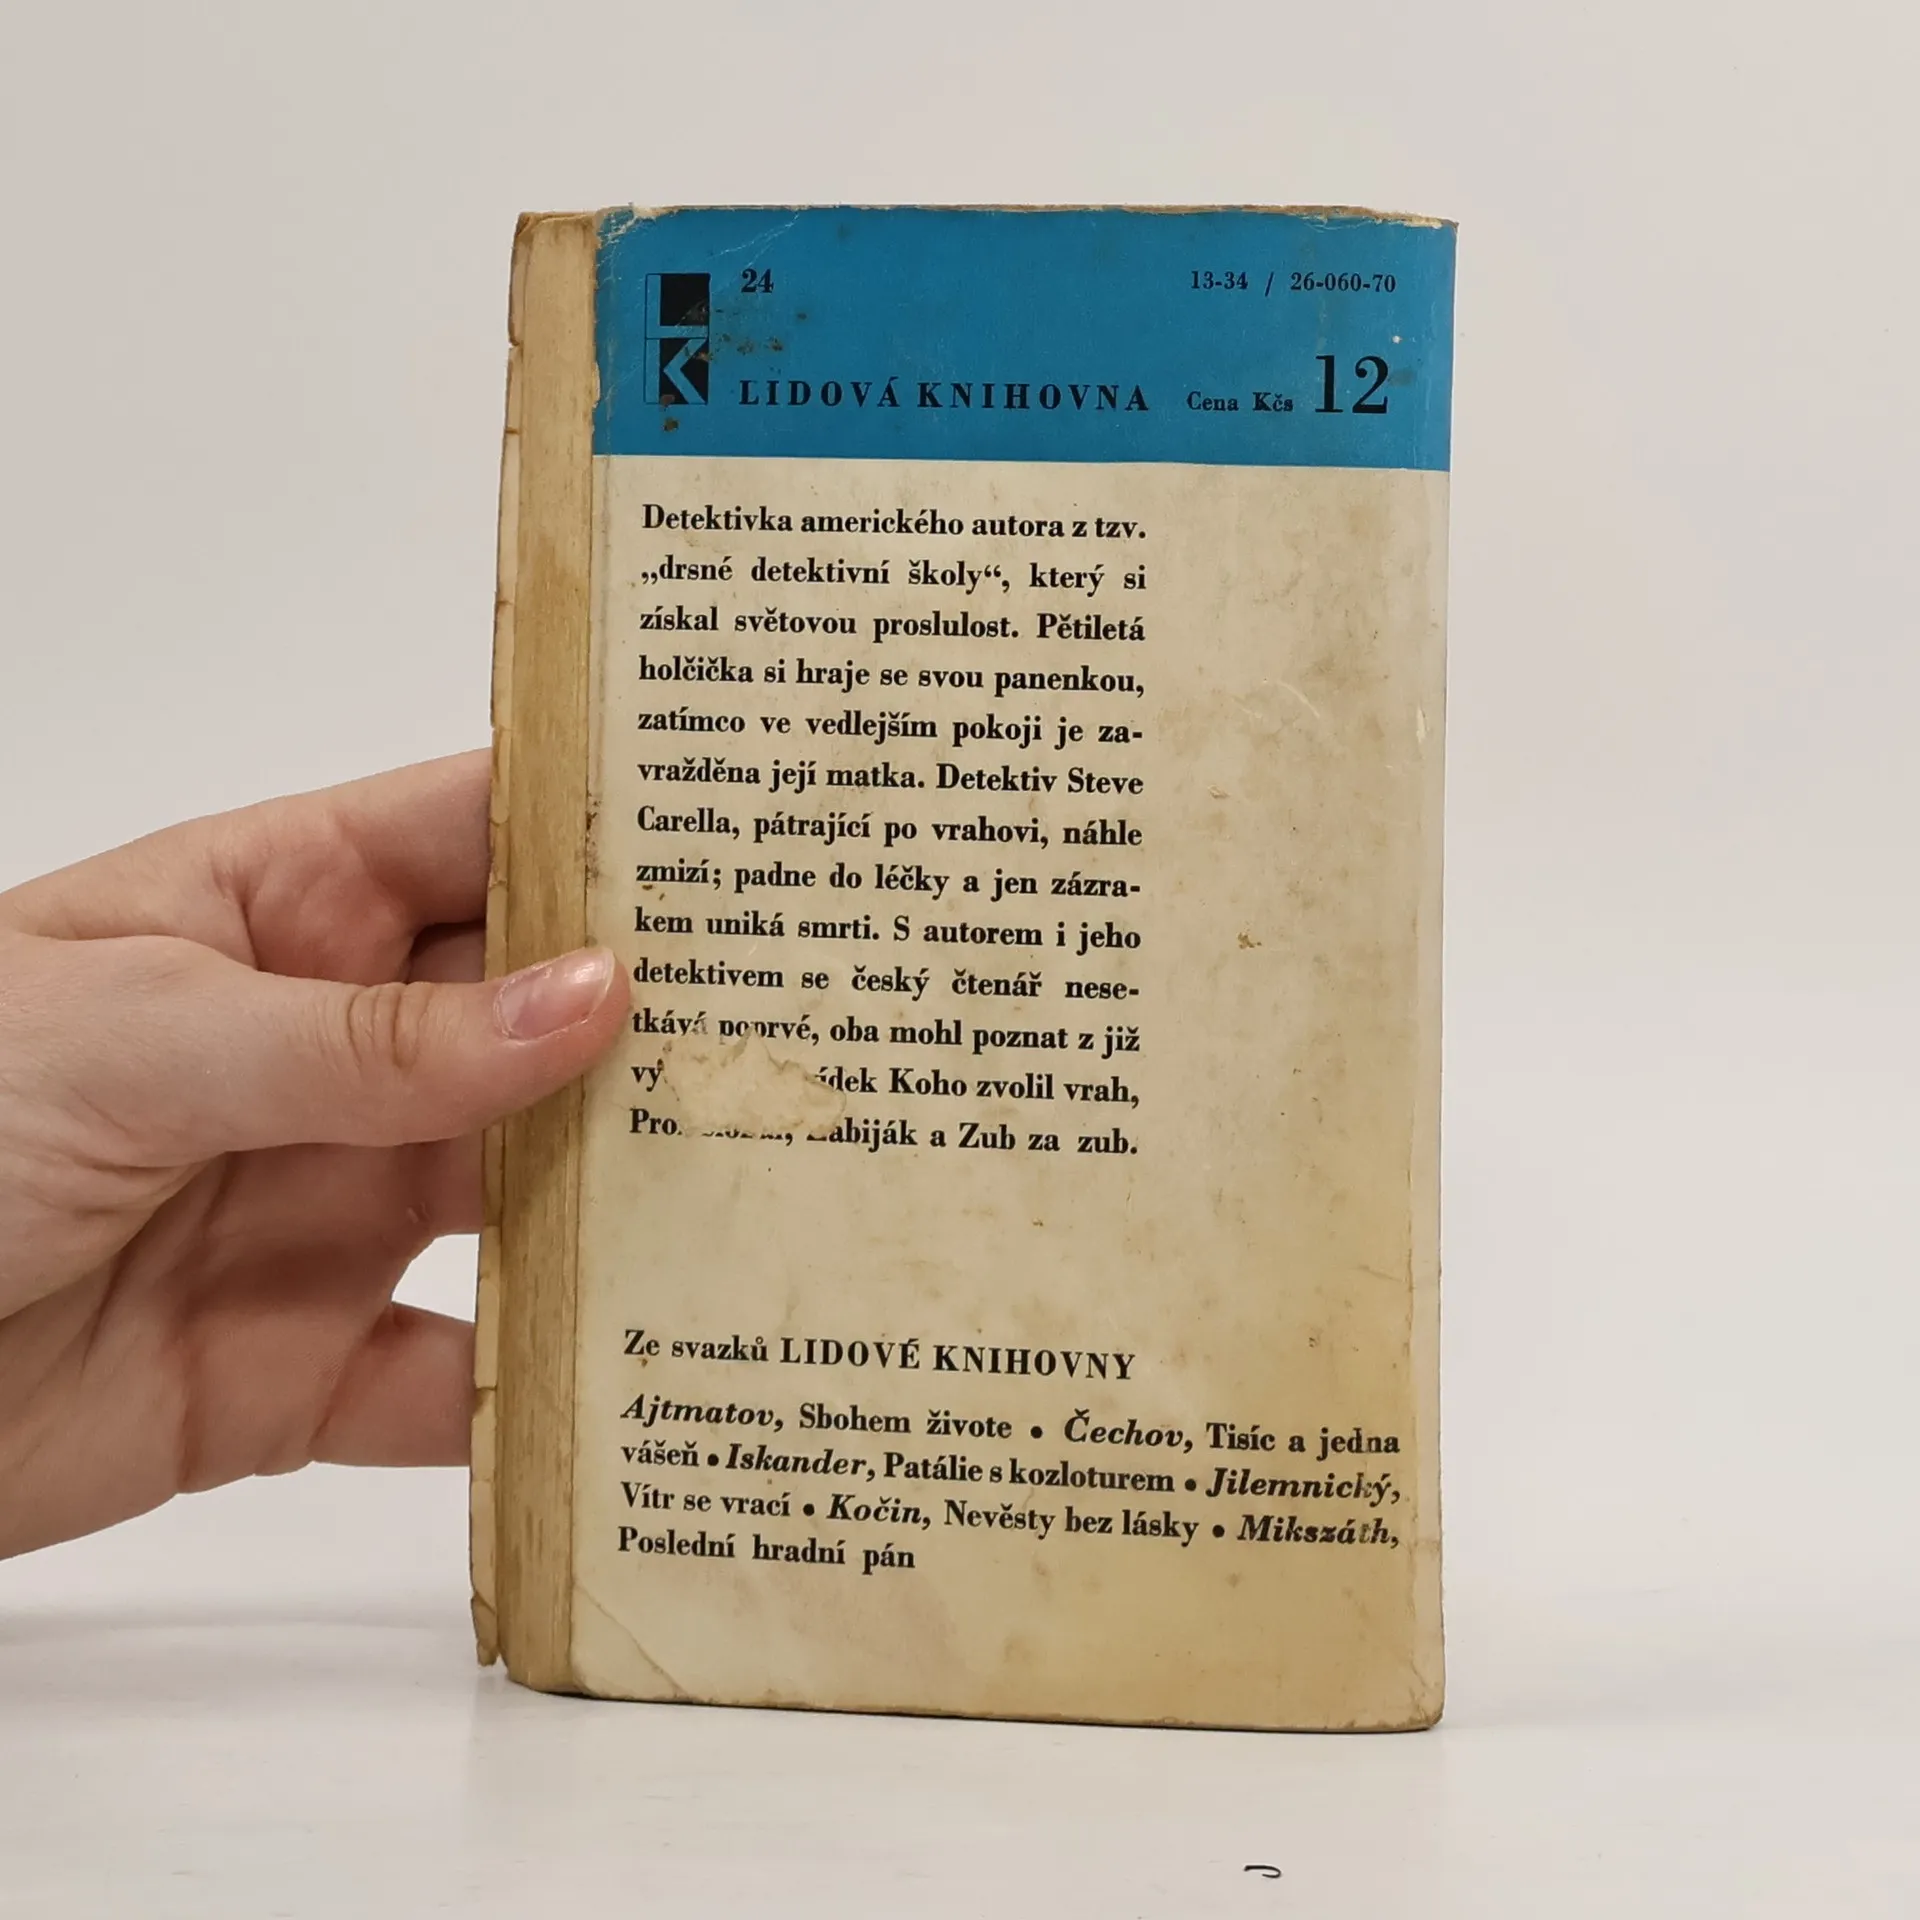 LK
24
13-34 / 26-060-70
LIDOVÁ KNIHOVNA
Cena Kčs 12
Detektivka amerického autora z tzv.
„drsné detektivní školy“, který si
získal světovou proslulost. Pětiletá
holčička si hraje se svou panenkou,
zatímco ve vedlejším pokoji je za-
vražděna její matka. Detektiv Steve
Carella, pátrající po vrahovi, náhle
zmizí; padne do léčky a jen zázra-
kem uniká smrti. S autorem i jeho
detektivem se český čtenář nese-
tkává poprvé, oba mohl poznat z již
Koho zvolil vrah,
a Zub za zub.
Ze svazků LIDOVÉ KNIHOVNY
Ajtmatov, Sbohem živote • Čechov, Tisíc a jedna
vášeň • Iskander, Patálie s kozloturem • Jilemnický,
Vítr se vrací • Kočin, Nevěsty bez lásky • Mikszáth,
Poslední hradní pán